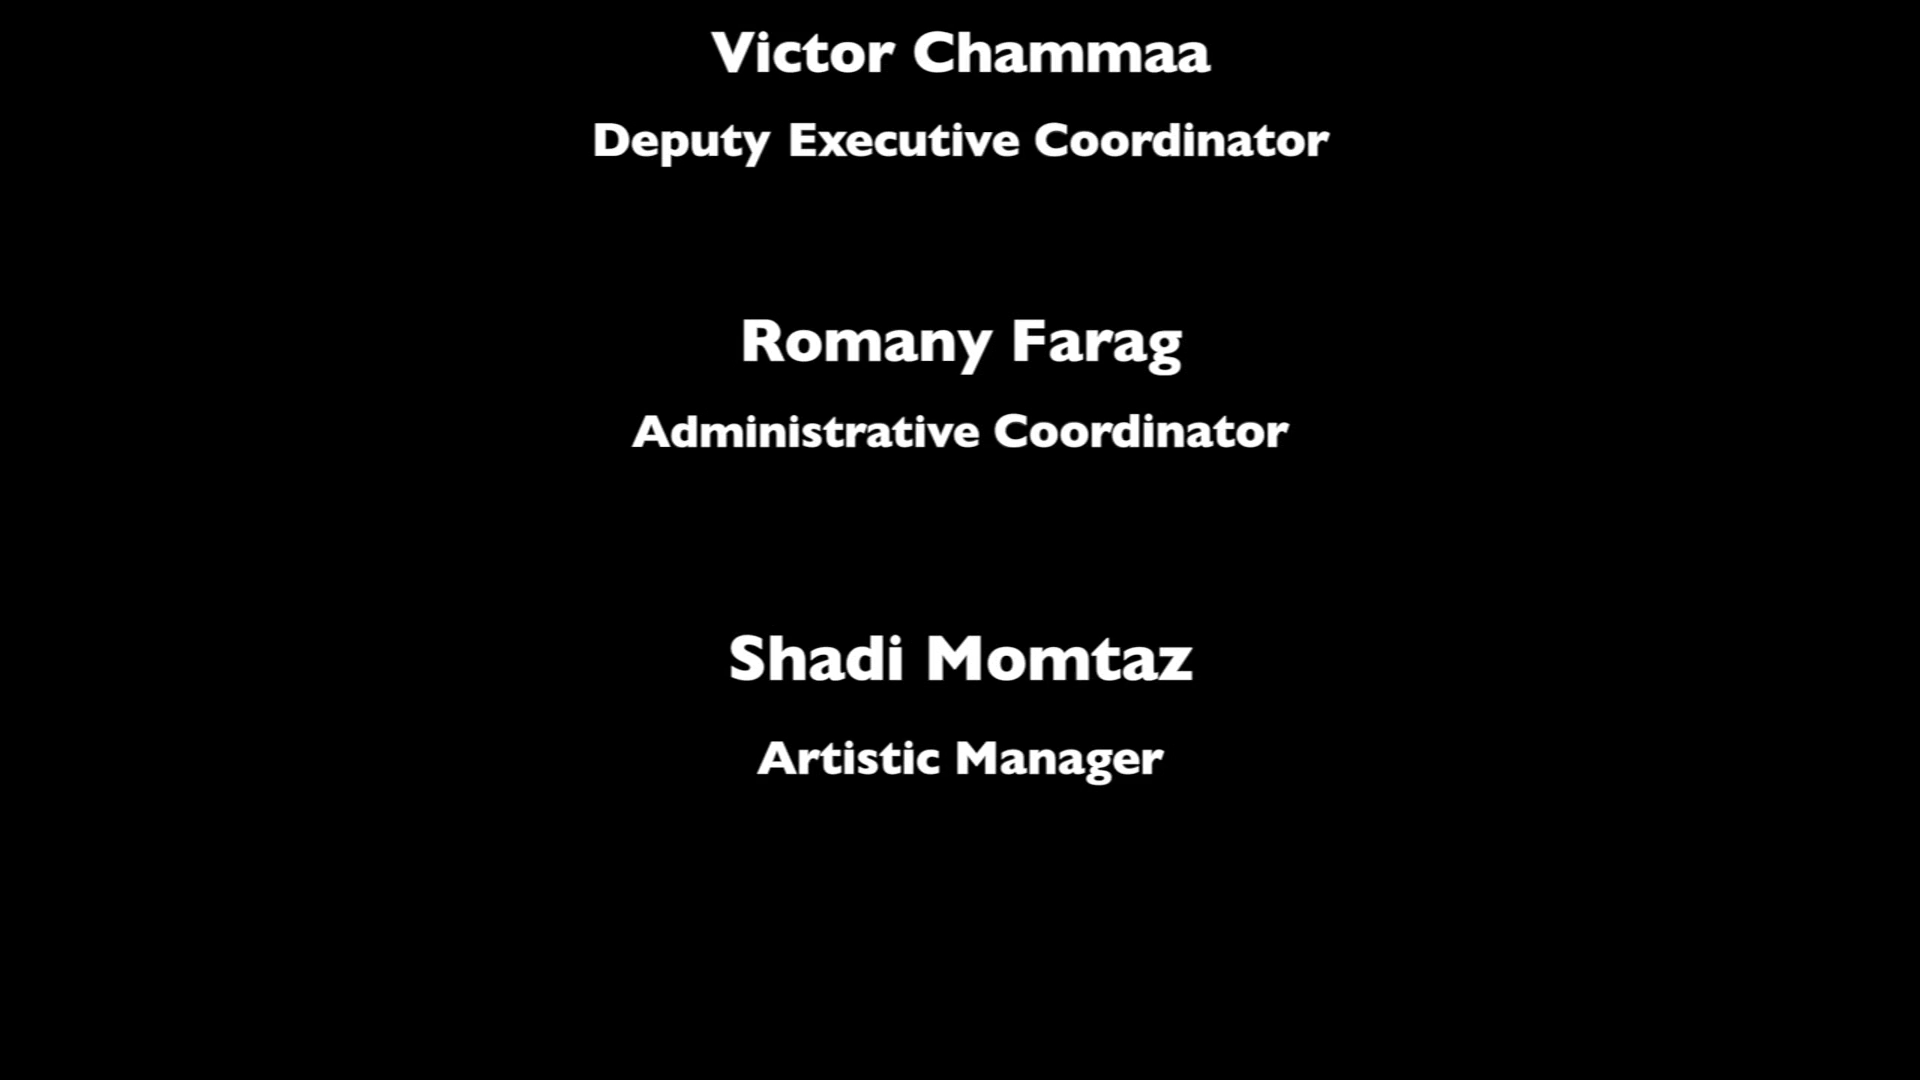 Victor Chammaa
Deputy Executive Coordinator
Romany Farag
Administrative Coordinator
Shadi Momtaz
Artistic Manager